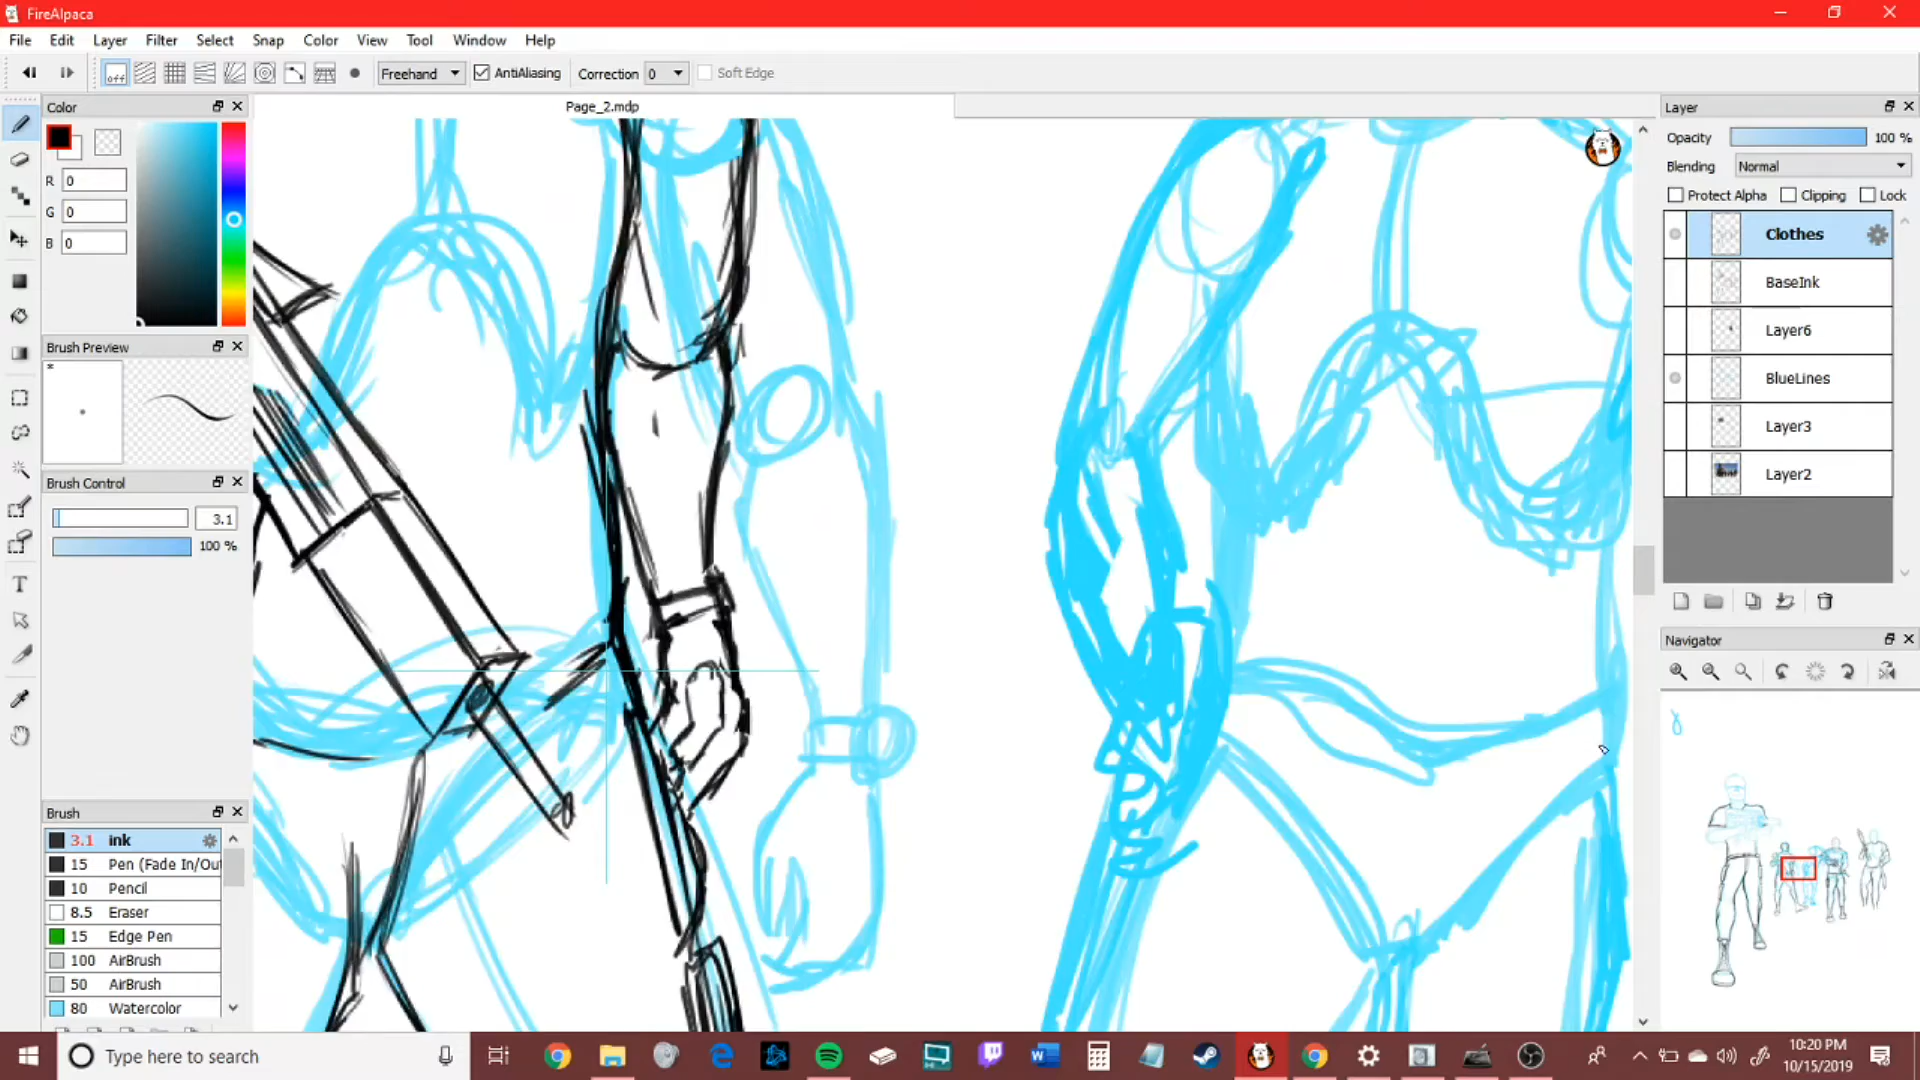 FireAlpaca
File Edit Layer Filter Select Snap Color View Tool Window Help
off Freehand AntiAliasing Correction 0 Soft Edge
Color
Page_2.mdp
Layer
R 0
G 0
B 0
Opacity 100 %
Blending Normal
Protect Alpha Clipping Lock
Clothes
BaseInk
Layer6
BlueLines
Layer3
Layer2
Brush Preview
*
Brush Control
3.1
100 %
Navigator
Brush
3.1 ink
15 Pen (Fade In/Ou
10 Pencil
8.5 Eraser
15 Edge Pen
100 AirBrush
50 AirBrush
80 Watercolor
Type here to search
10:20 PM
10/15/2019